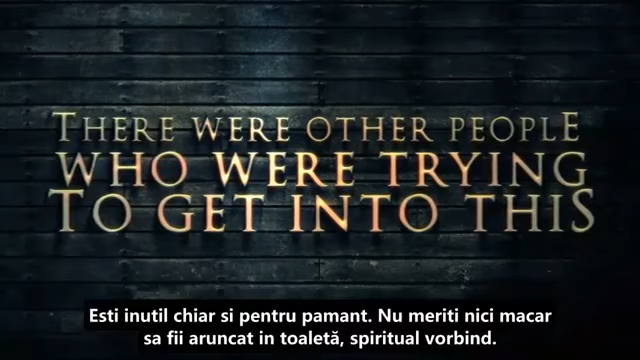 THERE WERE OTHER PEOPLE
WHO WERE TRYING
TO GET INTO THIS
Esti inutil chiar si pentru pamant. Nu meriti nici macar
sa fii aruncat in toaletă, spiritual vorbind.